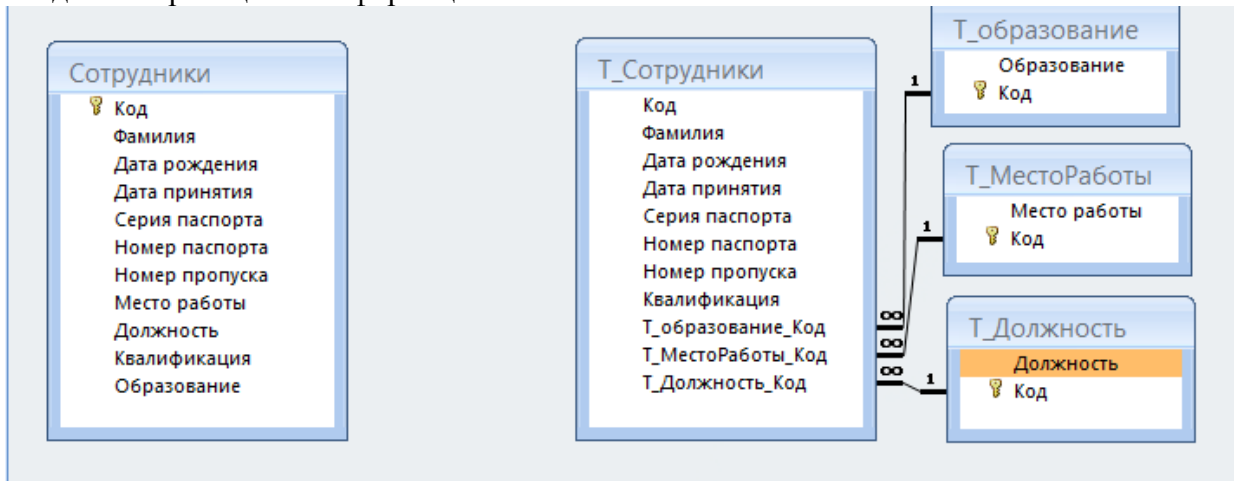 Сотрудники
Код
Фамилия
Дата рождения
Дата принятия
Серия паспорта
Номер паспорта
Номер пропуска
Место работы
Должность
Квалификация
Образование
Т_Сотрудники
Код
Фамилия
Дата рождения
Дата принятия
Серия паспорта
Номер паспорта
Номер пропуска
Квалификация
Т_образование_Код
Т_МестоРаботы_Код
Т_Должность_Код
∞
∞
∞
1
1
1
Т_образование
Образование
Код
Т_МестоРаботы
Место работы
Код
Т_Должность
Должность
Код